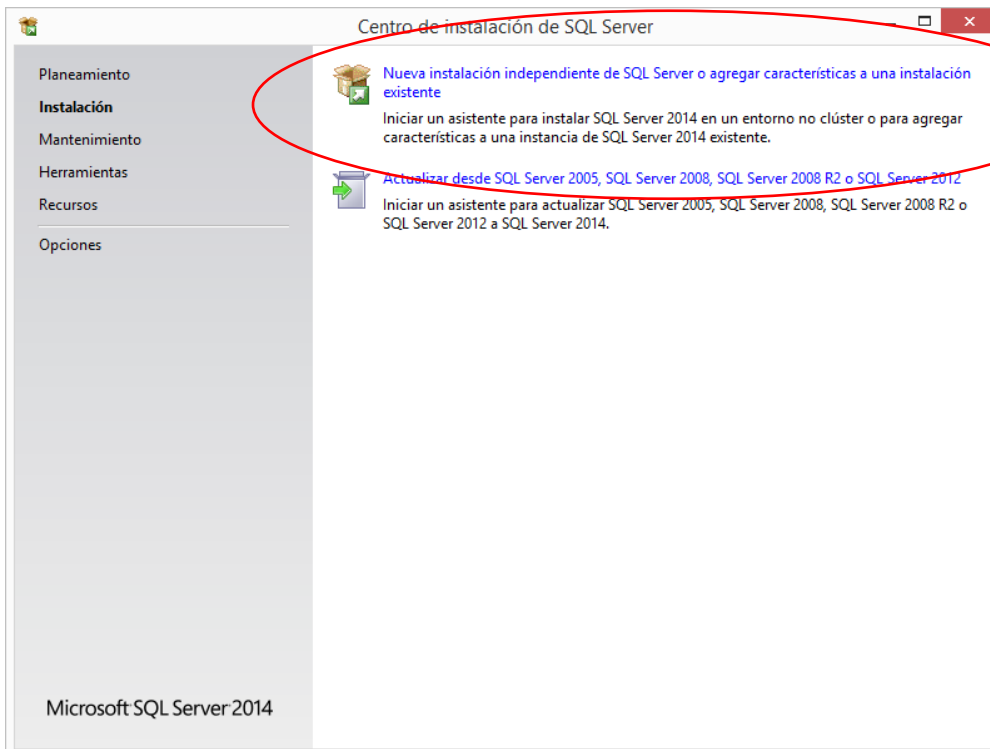 Centro de instalación de SQL Server
Planeamiento
Instalación
Mantenimiento
Herramientas
Recursos
Opciones
Nueva instalación independiente de SQL Server o agregar características a una instalación
existente
Iniciar un asistente para instalar SQL Server 2014 en un entorno no clúster o para agregar
características a una instancia de SQL Server 2014 existente.
Actualizar desde SQL Server 2005, SQL Server 2008, SQL Server 2008 R2 o SQL Server 2012
Iniciar un asistente para actualizar SQL Server 2005, SQL Server 2008, SQL Server 2008 R2 o
SQL Server 2012 a SQL Server 2014.
Microsoft SQL Server 2014